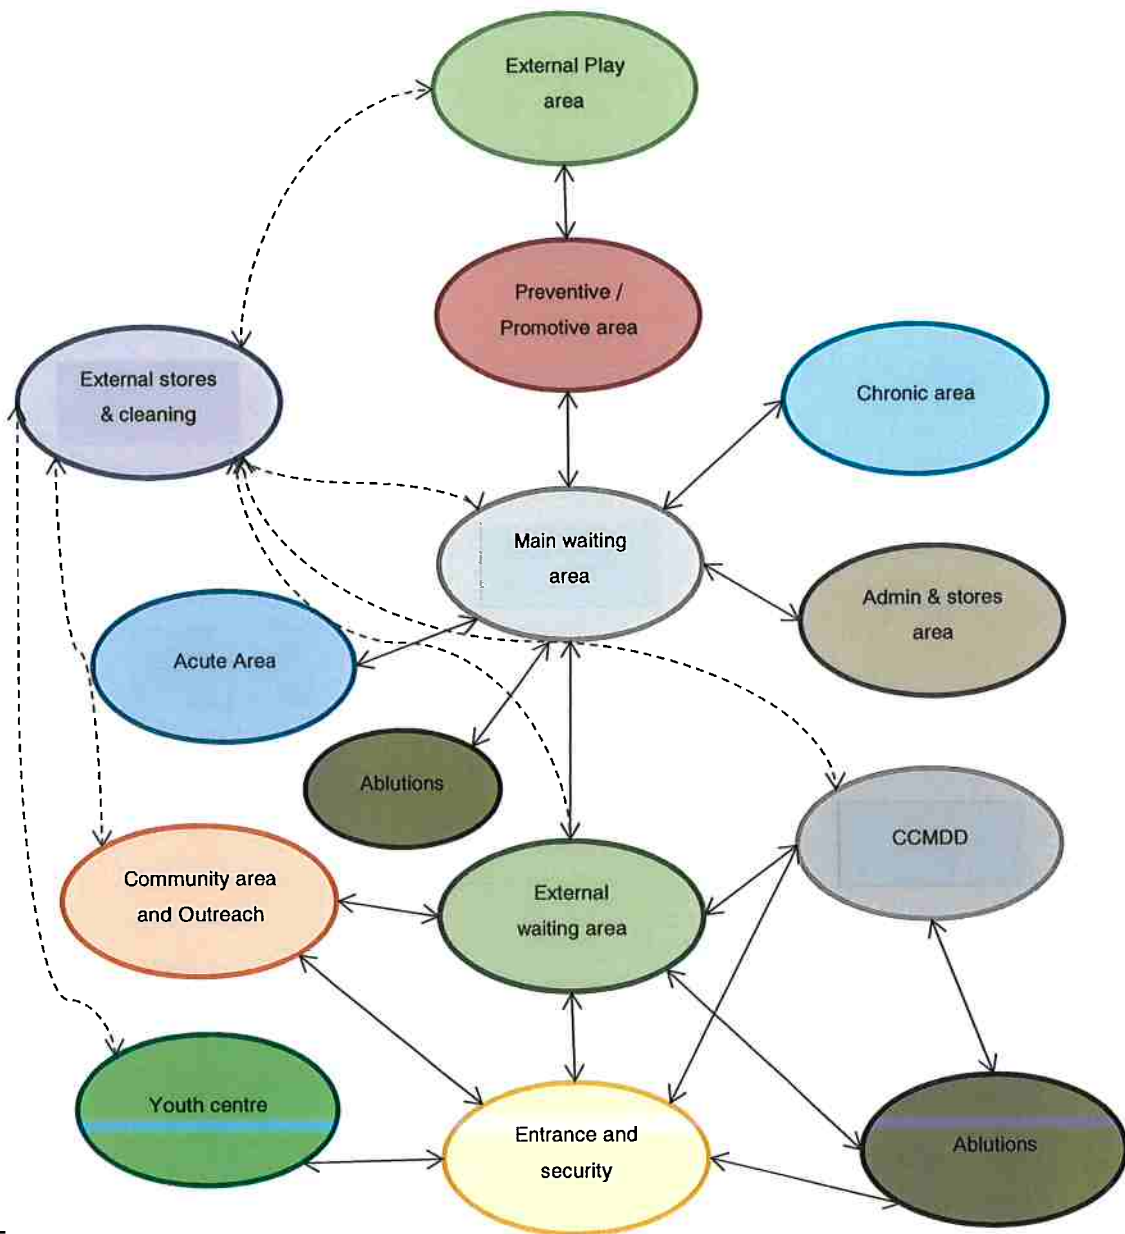 External Play
area
Preventive /
Promotive area
External stores
& cleaning
Chronic area
Main waiting
area
Admin & stores
area
Acute Area
Ablutions
CCMDD
Community area
and Outreach
External
waiting area
Youth centre
Entrance and
security
Ablutions